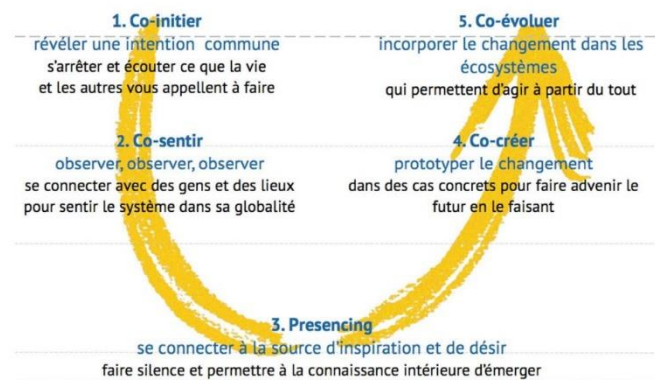 1. Co-initier
révéler une intention commune
s'arrêter et écouter ce que la vie
et les autres vous appellent à faire
2. Co-sentir
observer, observer, observer
se connecter avec des gens et des lieux
pour sentir le système dans sa globalité
3. Presencing
se connecter à la source d'inspiration et de désir
faire silence et permettre à la connaissance intérieure d'émerger
4. Co-créer
prototyper le changement
dans des cas concrets pour faire advenir le
futur en le faisant
5. Co-évoluer
incorporer le changement dans les
écosystèmes
qui permettent d'agir à partir du tout